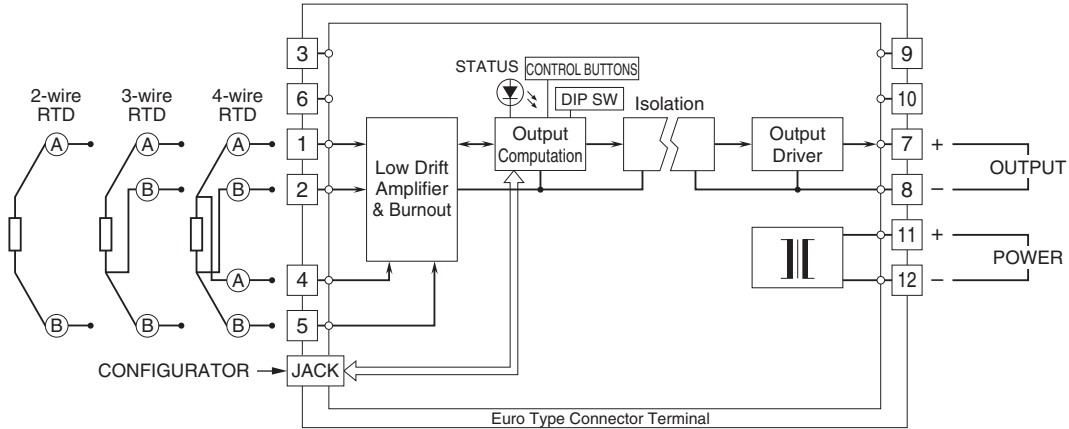 2-wire
RTD
3-wire
RTD
4-wire
RTD
A
B
A
B
B
A
B
A
B
3
6
1
2
4
5
JACK
CONFIGURATOR
Low Drift
Amplifier
& Burnout
STATUS
CONTROL BUTTONS
DIP SW
Output
Computation
Isolation
Output
Driver
9
10
7
8
11
12
+
−
OUTPUT
+
−
POWER
Euro Type Connector Terminal